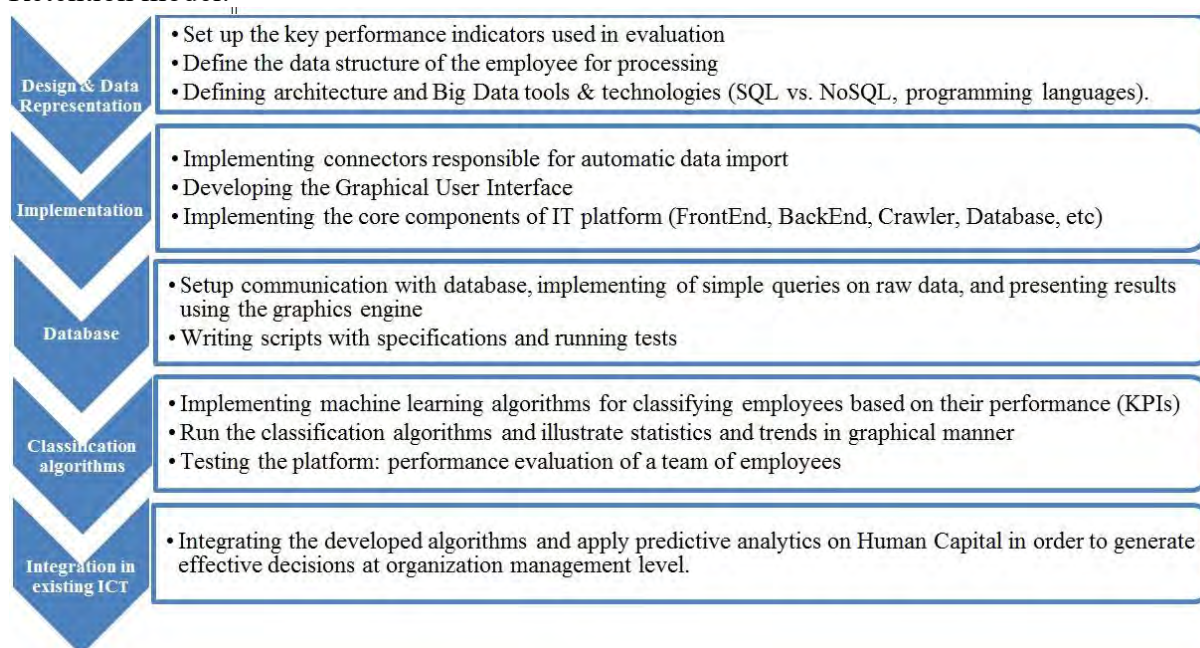 • Set up the key performance indicators used in evaluation
• Define the data structure of the employee for processing
• Defining architecture and Big Data tools & technologies (SQL vs. NoSQL, programming languages).
Design & Data
Representation
• Implementing connectors responsible for automatic data import
• Developing the Graphical User Interface
• Implementing the core components of IT platform (FrontEnd, BackEnd, Crawler, Database, etc)
Implementation
• Setup communication with database, implementing of simple queries on raw data, and presenting results
using the graphics engine
• Writing scripts with specifications and running tests
Database
• Implementing machine learning algorithms for classifying employees based on their performance (KPIs)
• Run the classification algorithms and illustrate statistics and trends in graphical manner
• Testing the platform: performance evaluation of a team of employees
Classification
algorithms
• Integrating the developed algorithms and apply predictive analytics on Human Capital in order to generate
effective decisions at organization management level.
Integration in
existing ICT